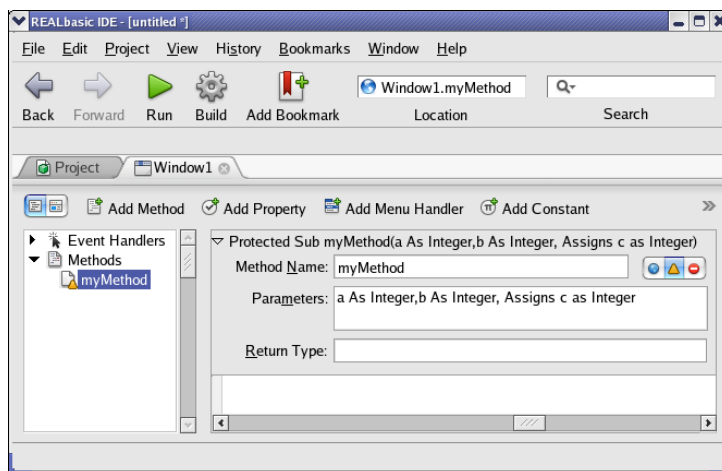 REALbasic IDE - [untitled *]
File Edit Project View History Bookmarks Window Help
Window1.myMethod
Back Forward Run Build Add Bookmark Location Search
Project Window1
Add Method Add Property Add Menu Handler Add Constant
Event Handlers
Methods
myMethod
Protected Sub myMethod(a As Integer,b As Integer, Assigns c as Integer)
Method Name: myMethod
Parameters: a As Integer,b As Integer, Assigns c as Integer
Return Type: